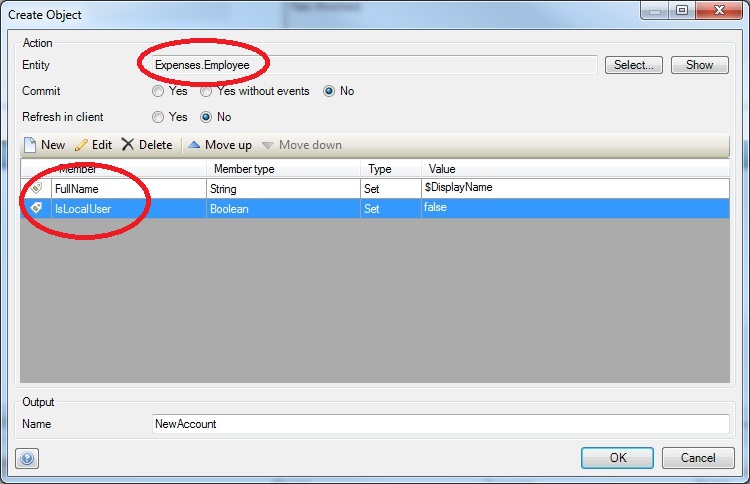 Create Object
Action
Entity Expenses.Employee Select... Show
Commit Yes Yes without events No
Refresh in client Yes No
New Edit Delete Move up Move down
Member Member type Type Value
FullName String Set $DisplayName
IsLocalUser Boolean Set false
Output
Name NewAccount
OK Cancel